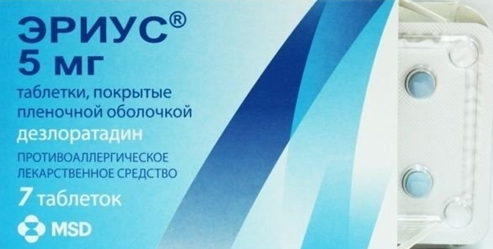 ЭРИУС®
5 мг
таблетки, покрытые
пленочной оболочкой
дезлоратадин
ПРОТИВОАЛЛЕРГИЧЕСКОЕ
ЛЕКАРСТВЕННОЕ СРЕДСТВО
7 таблеток
MSD